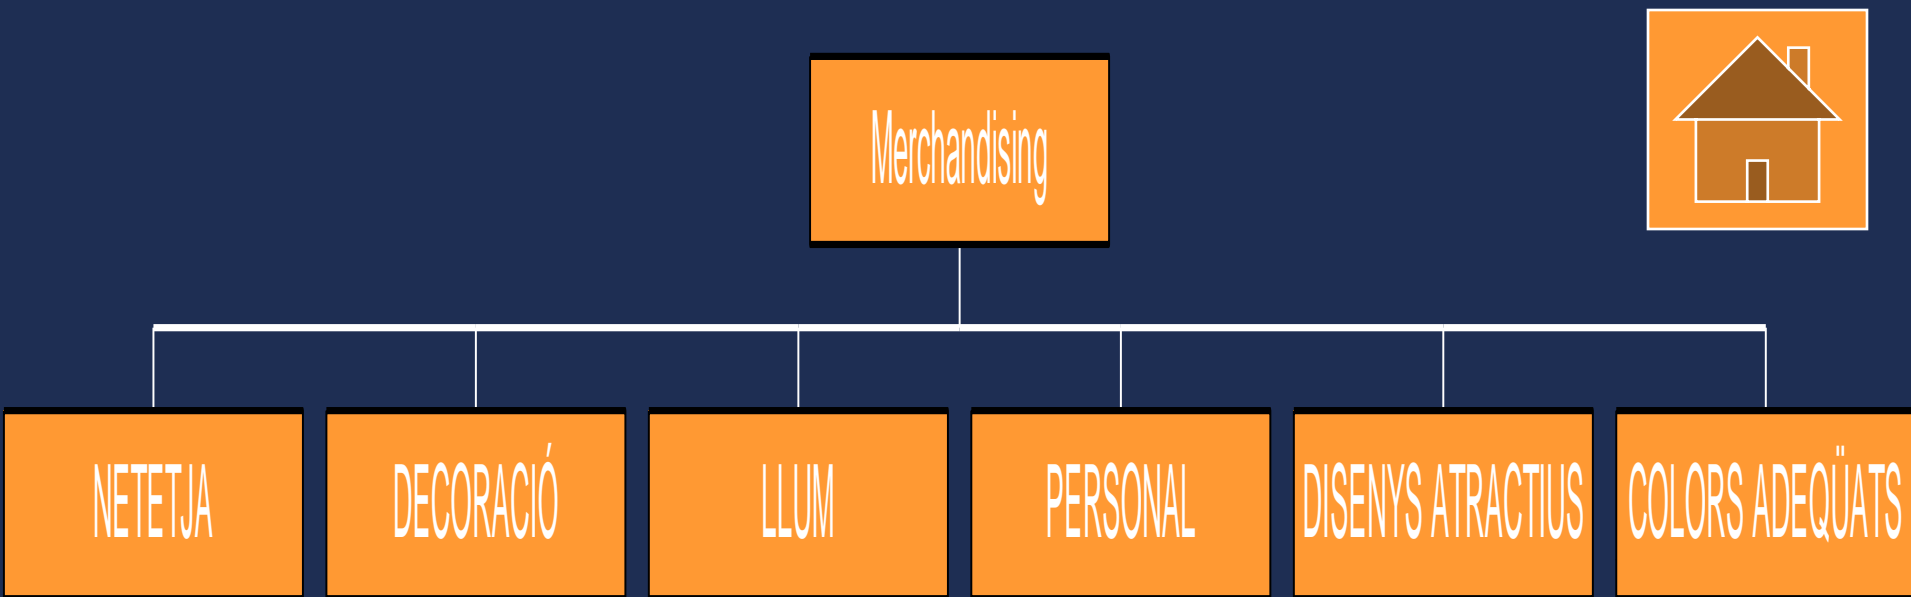 Merchandising
NETETJA
DECORACIÓ
LLUM
PERSONAL
DISENYS ATRACTIUS
COLORS ADEQÜATS